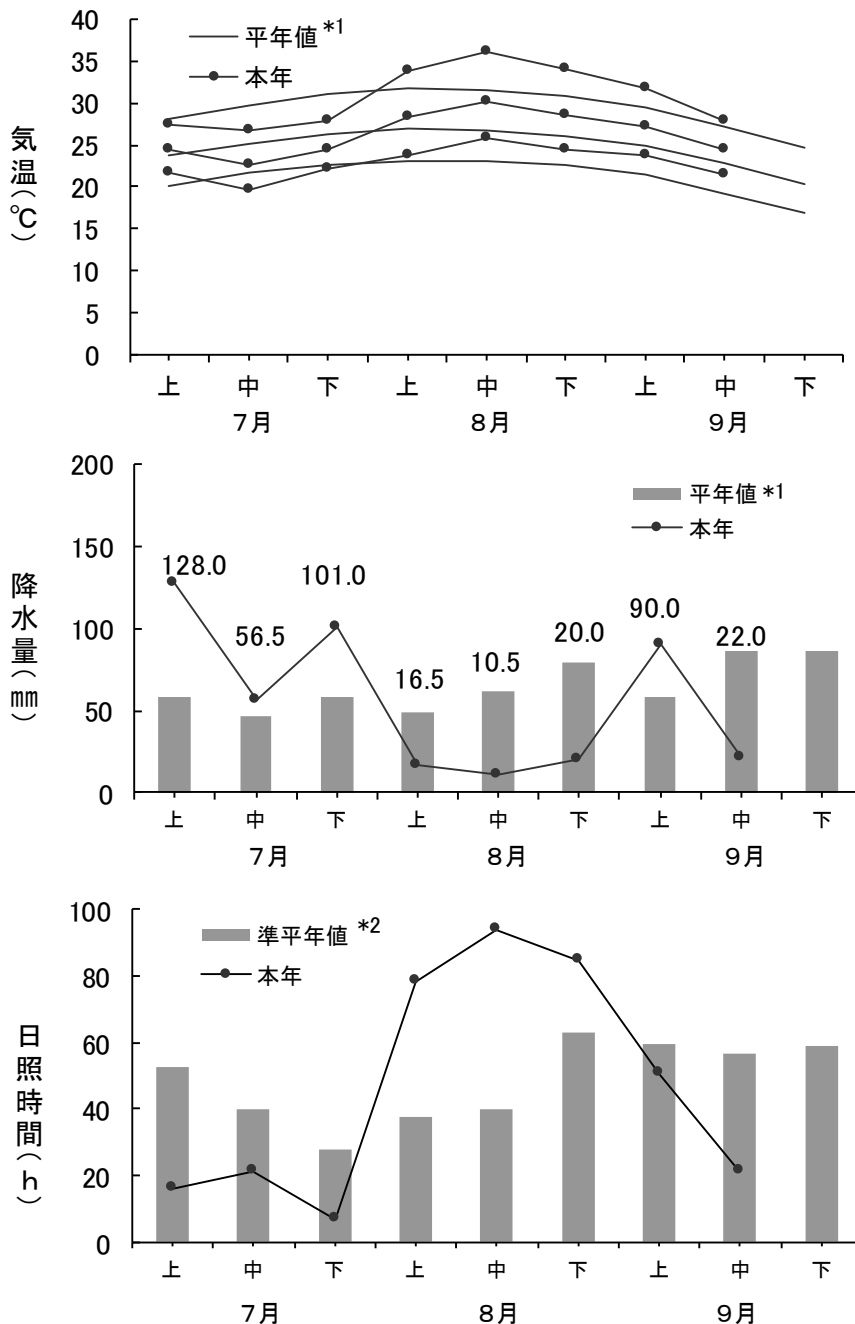 気温(℃)
平年値*1
本年
40
35
30
25
20
15
10
5
0
上 中 下 上 中 下 上 中 下
7月 8月 9月
降水量(㎜)
平年値*1
本年
200
150
100
50
0
128.0
56.5
101.0
16.5
10.5
20.0
90.0
22.0
上 中 下 上 中 下 上 中 下
7月 8月 9月
日照時間(h)
準平年値*2
本年
100
80
60
40
20
0
上 中 下 上 中 下 上 中 下
7月 8月 9月